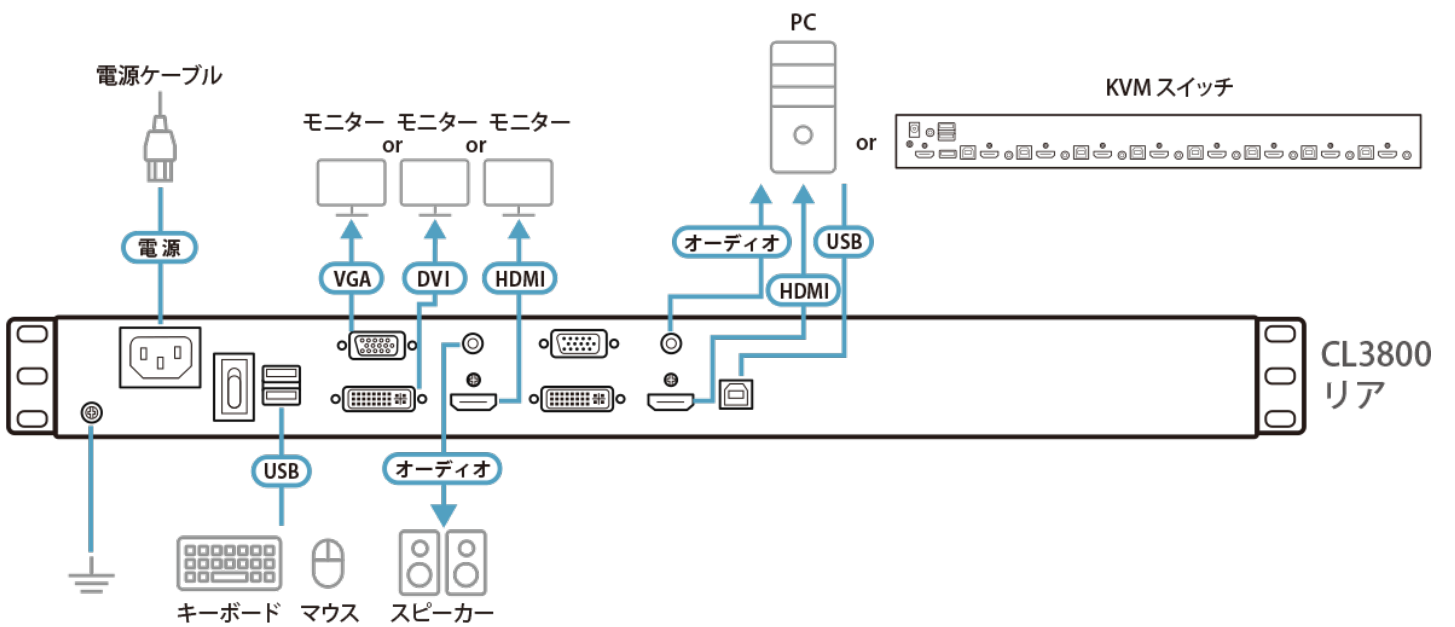 PC
電源ケーブル
KVM スイッチ
モニター モニター モニター
or or
or
電源
オーディオ
USB
VGA
DVI
HDMI
HDMI
CL3800
リア
USB
オーディオ
キーボード マウス スピーカー